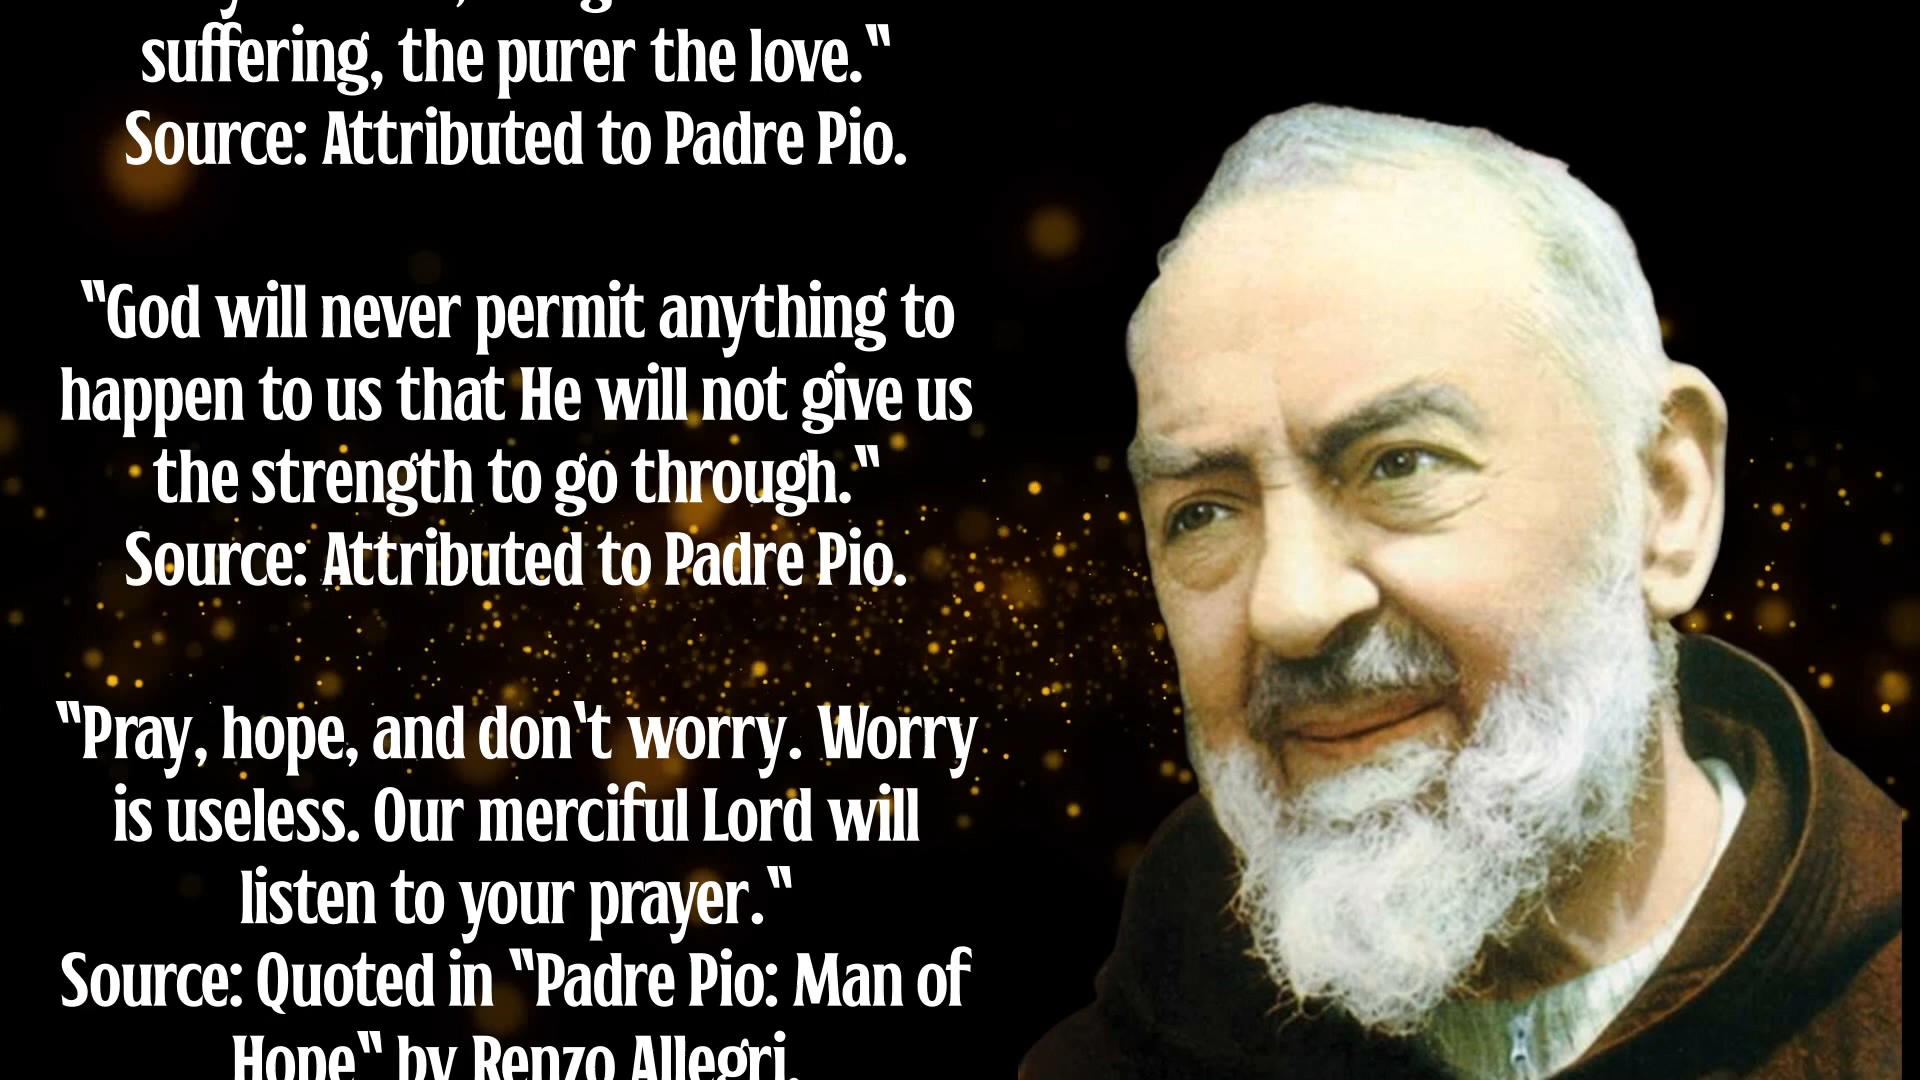 suffering, the purer the love."
Source: Attributed to Padre Pio.
"God will never permit anything to
happen to us that He will not give us
the strength to go through."
Source: Attributed to Padre Pio.
"Pray, hope, and don't worry. Worry
is useless. Our merciful Lord will
listen to your prayer."
Source: Quoted in "Padre Pio: Man of
Hope" by Renzo Allegri.